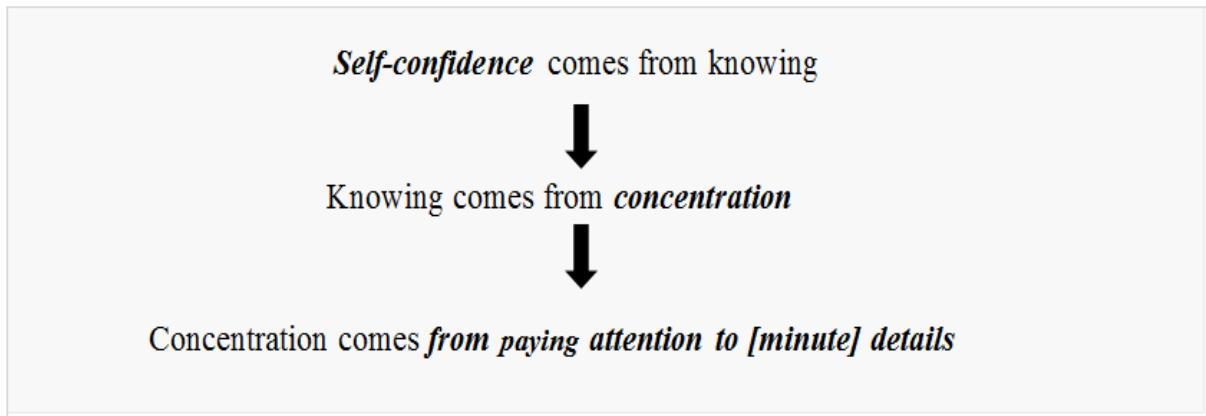 Self-confidence comes from knowing
Knowing comes from concentration
Concentration comes from paying attention to [minute] details